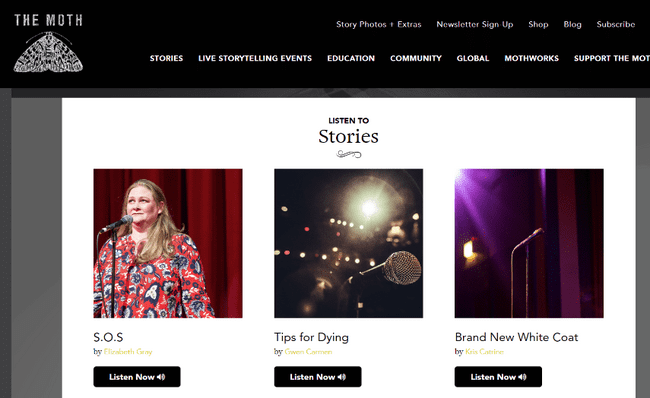 THE MOTH
Story Photos + Extras Newsletter Sign Up Shop Blog Subscribe
STORIES LIVE STORYTELLING EVENTS EDUCATION COMMUNITY GLOBAL MOTHWORKS SUPPORT THE MOT
LISTEN TO
Stories
S.O.S Tips for Dying Brand New White Coat
by Elizabeth Gray by Gwen Carmen by Kris Canine
Listen Now Listen Now Listen Now